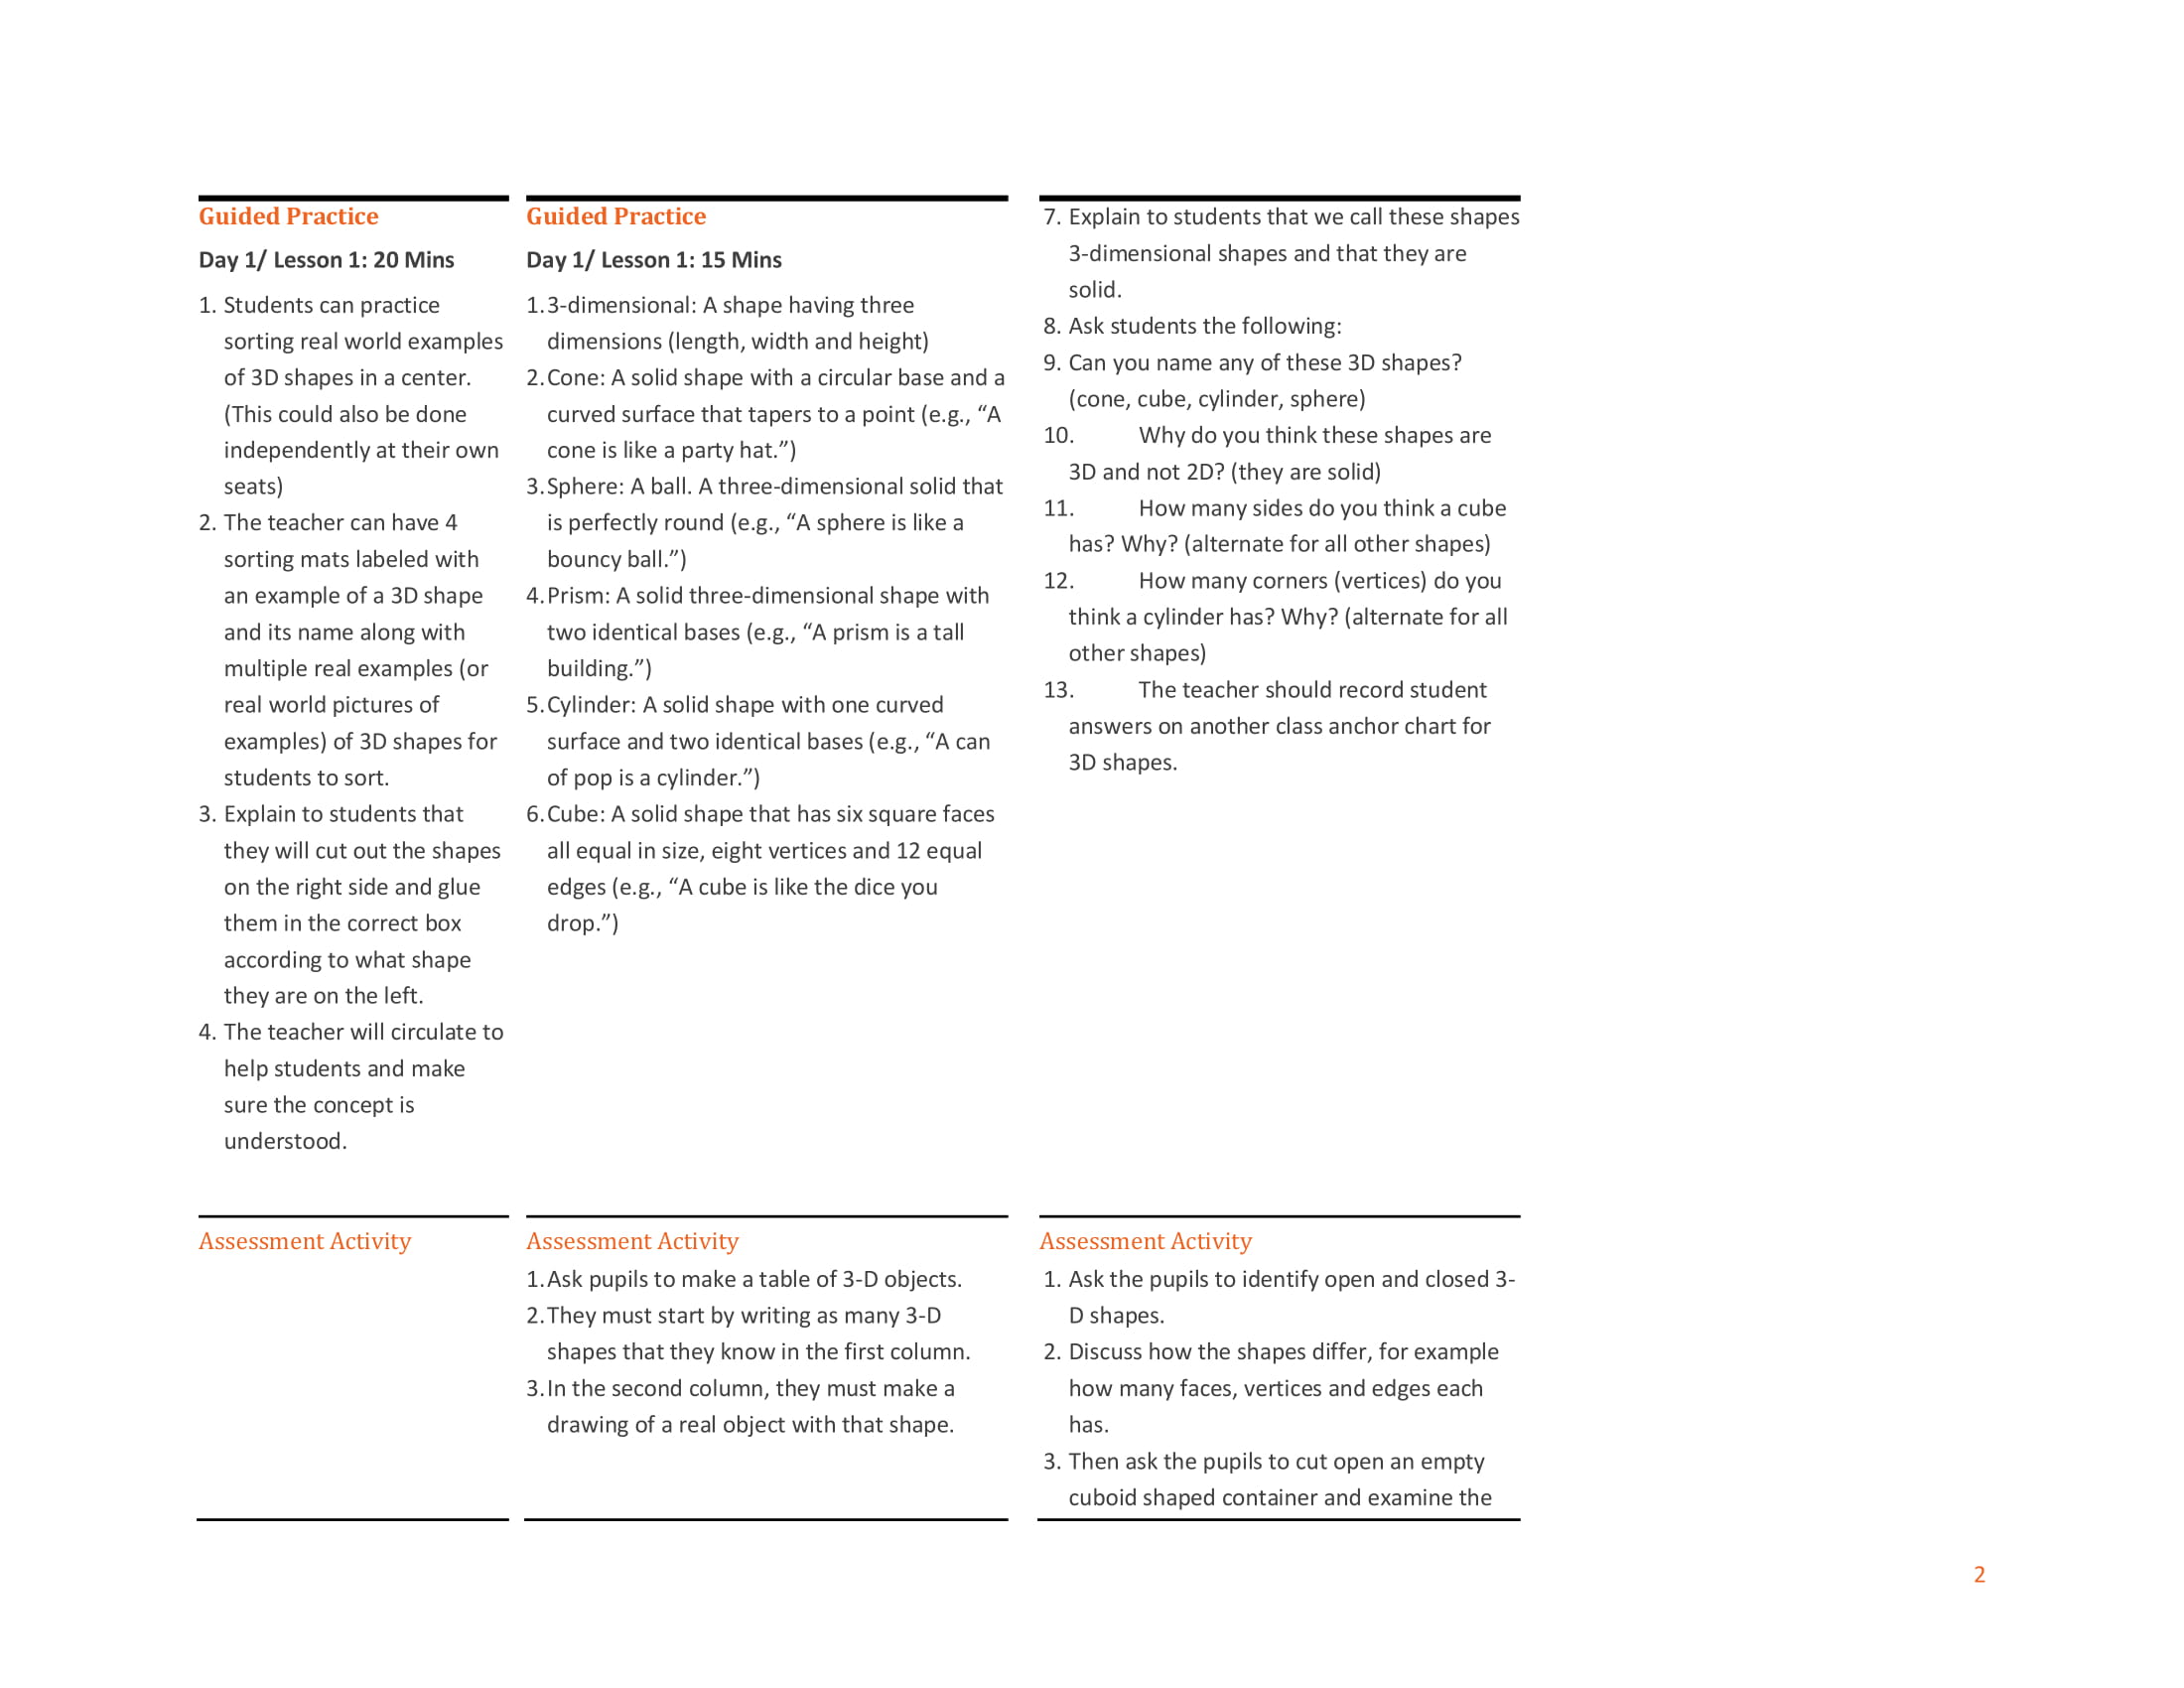 Guided Practice
Day 1/ Lesson 1: 20 Mins
1. Students can practice
sorting real world examples
of 3D shapes in a center.
(This could also be done
independently at their own
seats)
2. The teacher can have 4
sorting mats labeled with
an example of a 3D shape
and its name along with
multiple real examples (or
real world pictures of
examples) of 3D shapes for
students to sort.
3. Explain to students that
they will cut out the shapes
on the right side and glue
them in the correct box
according to what shape
they are on the left.
4. The teacher will circulate to
help students and make
sure the concept is
understood.
Guided Practice
Day 1/ Lesson 1: 15 Mins
1. 3-dimensional: A shape having three
dimensions (length, width and height)
2. Cone: A solid shape with a circular base and a
curved surface that tapers to a point (e.g., “A
cone is like a party hat.”)
3. Sphere: A ball. A three-dimensional solid that
is perfectly round (e.g., “A sphere is like a
bouncy ball.”)
4. Prism: A solid three-dimensional shape with
two identical bases (e.g., “A prism is a tall
building.”)
5. Cylinder: A solid shape with one curved
surface and two identical bases (e.g., “A can
of pop is a cylinder.”)
6. Cube: A solid shape that has six square faces
all equal in size, eight vertices and 12 equal
edges (e.g., “A cube is like the dice you
drop.”)
7. Explain to students that we call these shapes
3-dimensional shapes and that they are
solid.
8. Ask students the following:
9. Can you name any of these 3D shapes?
(cone, cube, cylinder, sphere)
10. Why do you think these shapes are
3D and not 2D? (they are solid)
11. How many sides do you think a cube
has? Why? (alternate for all other shapes)
12. How many corners (vertices) do you
think a cylinder has? Why? (alternate for all
other shapes)
13. The teacher should record student
answers on another class anchor chart for
3D shapes.
Assessment Activity
Assessment Activity
1. Ask pupils to make a table of 3-D objects.
2. They must start by writing as many 3-D
shapes that they know in the first column.
3. In the second column, they must make a
drawing of a real object with that shape.
Assessment Activity
1. Ask the pupils to identify open and closed 3-
D shapes.
2. Discuss how the shapes differ, for example
how many faces, vertices and edges each
has.
3. Then ask the pupils to cut open an empty
cuboid shaped container and examine the
2